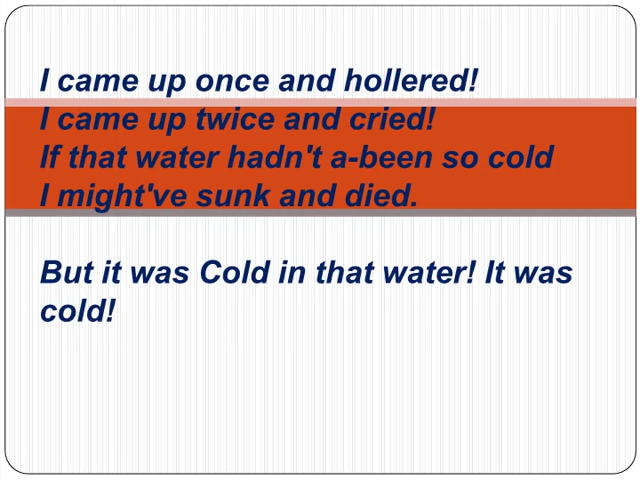 I came up once and hollered!
I came up twice and cried!
If that water hadn't a-been so cold
I might've sunk and died.
But it was Cold in that water! It was
cold!